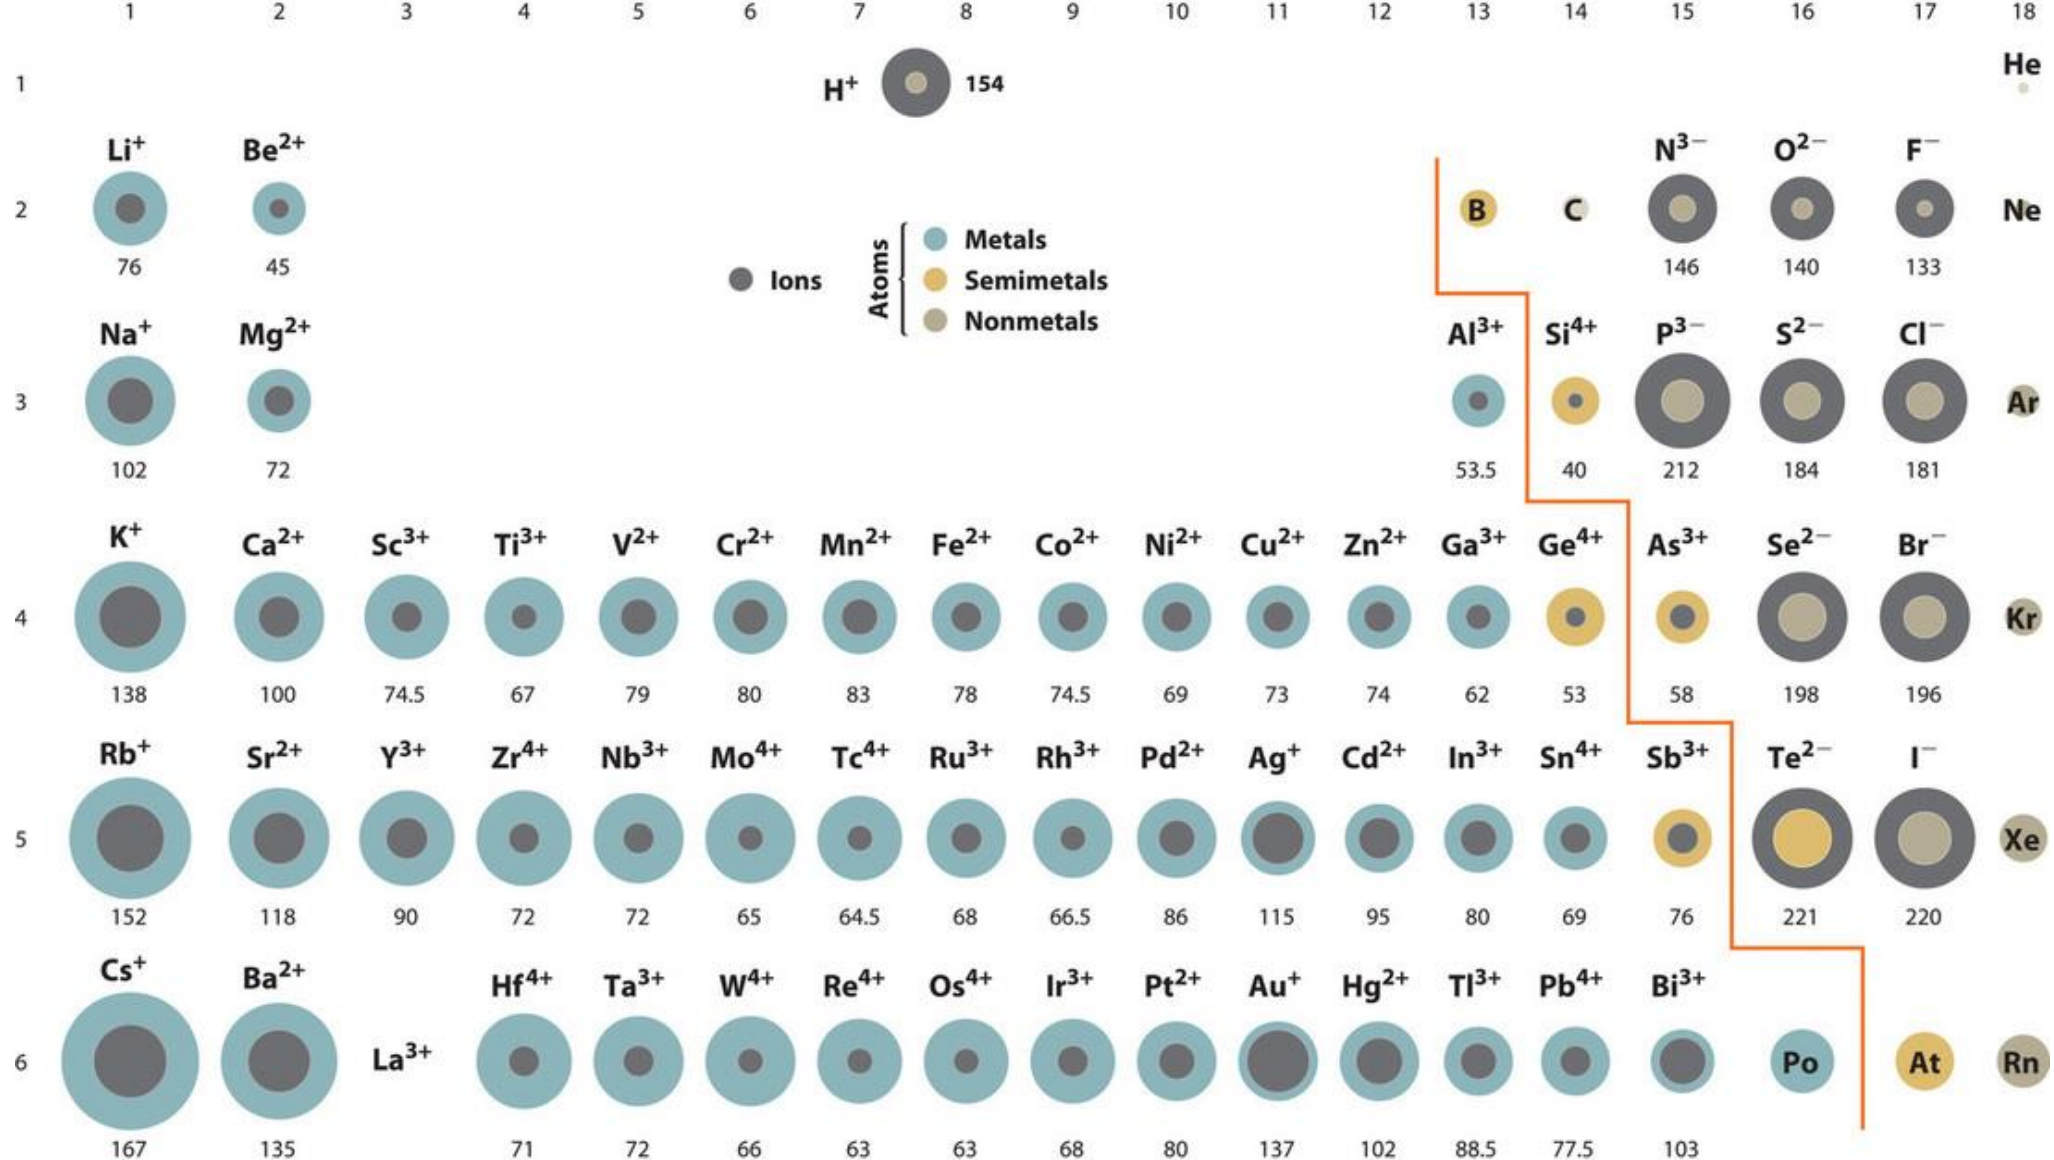 1 2 3 4 5 6 7 8 9 10 11 12 13 14 15 16 17 18
1 H⁺ 154 He
Li⁺ Be²⁺ N³⁻ O²⁻ F⁻
2 B C Ne
76 45 146 140 133
Ions
Atoms
Metals
Semimetals
Nonmetals
Na⁺ Mg²⁺ Al³⁺ Si⁴⁺ P³⁻ S²⁻ Cl⁻
3 Ar
102 72 53.5 40 212 184 181
K⁺ Ca²⁺ Sc³⁺ Ti³⁺ V²⁺ Cr²⁺ Mn²⁺ Fe²⁺ Co²⁺ Ni²⁺ Cu²⁺ Zn²⁺ Ga³⁺ Ge⁴⁺ As³⁺ Se²⁻ Br⁻
4 Kr
138 100 74.5 67 79 80 83 78 74.5 69 73 74 62 53 58 198 196
Rb⁺ Sr²⁺ Y³⁺ Zr⁴⁺ Nb³⁺ Mo⁴⁺ Tc⁴⁺ Ru³⁺ Rh³⁺ Pd²⁺ Ag⁺ Cd²⁺ In³⁺ Sn⁴⁺ Sb³⁺ Te²⁻ I⁻
5 Xe
152 118 90 72 72 65 64.5 68 66.5 86 115 95 80 69 76 221 220
Cs⁺ Ba²⁺ Hf⁴⁺ Ta³⁺ W⁴⁺ Re⁴⁺ Os⁴⁺ Ir³⁺ Pt²⁺ Au⁺ Hg²⁺ Tl³⁺ Pb⁴⁺ Bi³⁺
6 La³⁺ Po At Rn
167 135 71 72 66 63 63 68 80 137 102 88.5 77.5 103